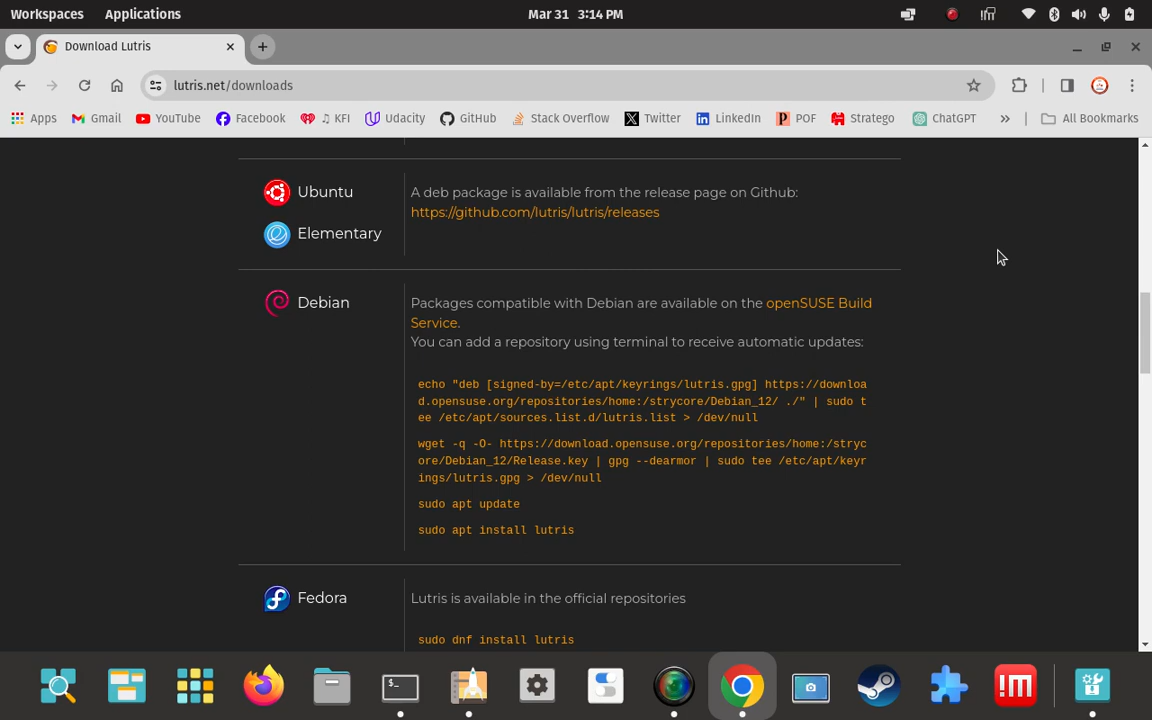 Workspaces Applications Mar 31 3:14 PM
Download Lutris
lutris.net/downloads
Apps Gmail YouTube Facebook ♫ KFI Udacity GitHub Stack Overflow Twitter LinkedIn POF Stratego ChatGPT » All Bookmarks
Ubuntu
A deb package is available from the release page on Github:
https://github.com/lutris/lutris/releases
Elementary
Debian
Packages compatible with Debian are available on the openSUSE Build
Service.
You can add a repository using terminal to receive automatic updates:
echo "deb [signed-by=/etc/apt/keyrings/lutris.gpg] https://downloa
d.opensuse.org/repositories/home:/strycore/Debian_12/ ./" | sudo t
ee /etc/apt/sources.list.d/lutris.list > /dev/null
wget -q -O- https://download.opensuse.org/repositories/home:/stryc
ore/Debian_12/Release.key | gpg --dearmor | sudo tee /etc/apt/keyr
ings/lutris.gpg > /dev/null
sudo apt update
sudo apt install lutris
Fedora
Lutris is available in the official repositories
sudo dnf install lutris
$_
!M